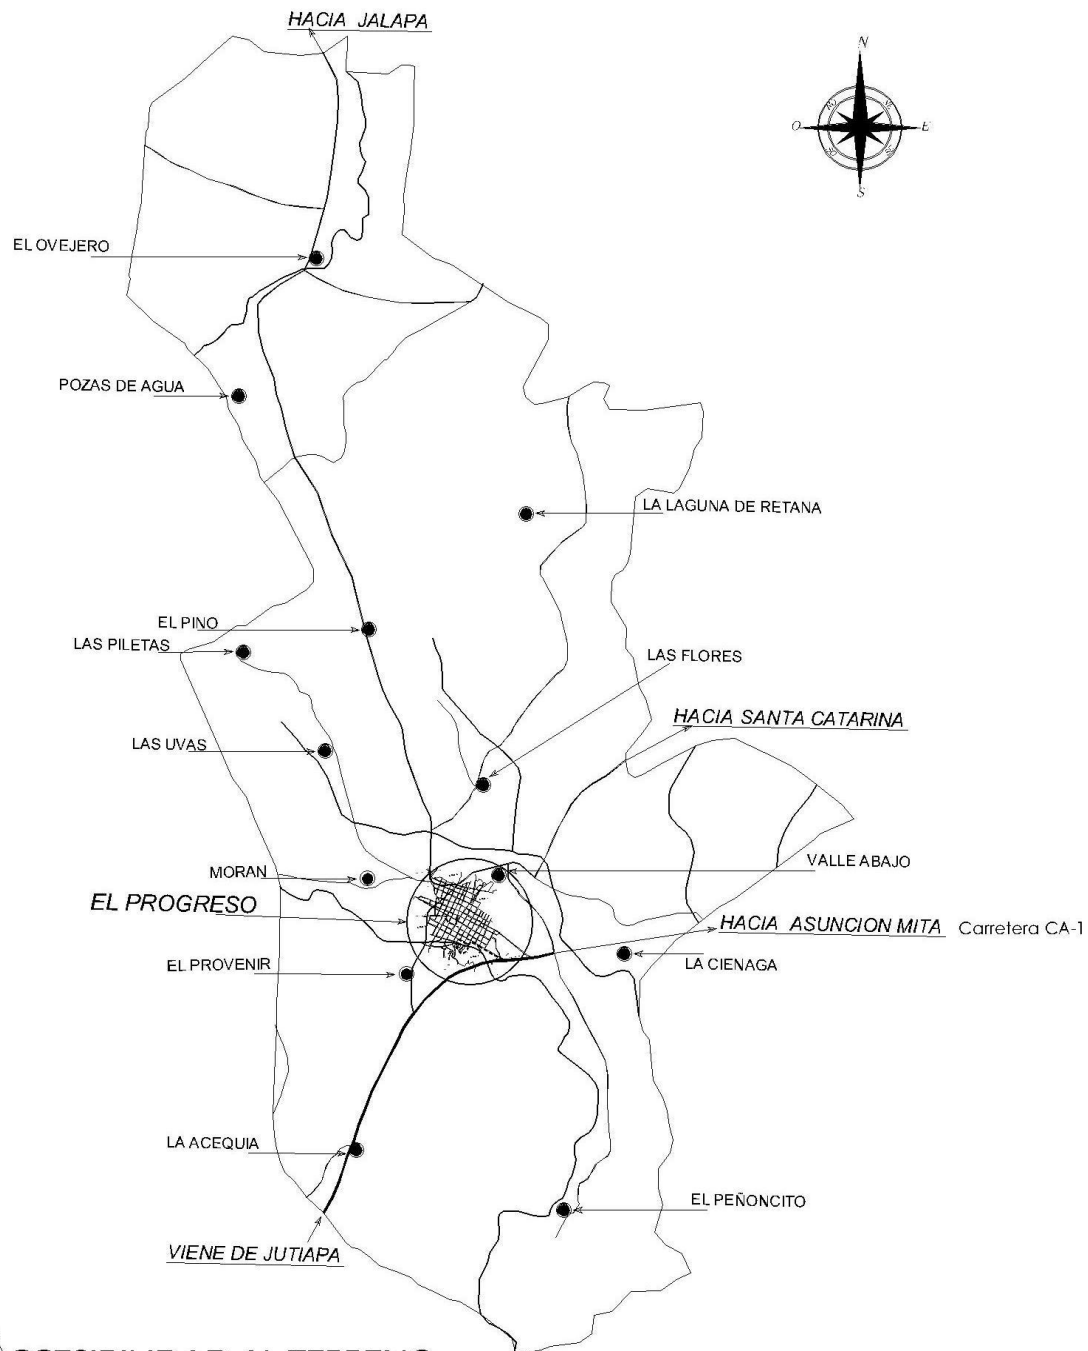 HACIA JALAPA
N
O
E
S
EL OVEJERO
POZAS DE AGUA
LA LAGUNA DE RETANA
EL PINO
LAS PILETAS
LAS FLORES
HACIA SANTA CATARINA
LAS UVAS
VALLE ABAJO
MORAN
EL PROGRESO
HACIA ASUNCION MITA Carretera CA-1
EL PROVENIR
LA CIENAGA
LA ACEQUIA
EL PEÑONCITO
VIENE DE JUTIAPA